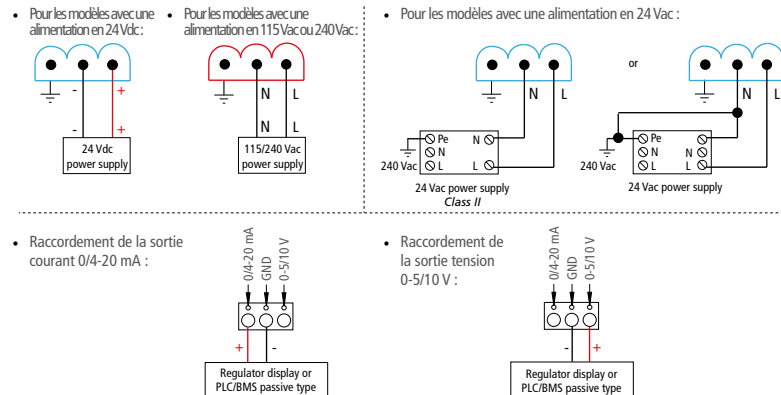 • Pour les modèles avec une
alimentation en 24 Vdc :
-
+
-
+
24 Vdc
power supply
• Pour les modèles avec une
alimentation en 115 Vac ou 240 Vac :
N
L
N
L
115/240 Vac
power supply
• Pour les modèles avec une alimentation en 24 Vac :
N
L
Pe
N
N
240 Vac
L
L
24 Vac power supply
Class II
or
N
L
Pe
N
N
240 Vac
L
L
24 Vac power supply
• Raccordement de la sortie
courant 0/4-20 mA :
0/4-20 mA
GND
0-5/10 V
+
-
Regulator display or
PLC/BMS passive type
• Raccordement de
la sortie tension
0-5/10 V :
0/4-20 mA
GND
0-5/10 V
-
+
Regulator display or
PLC/BMS passive type